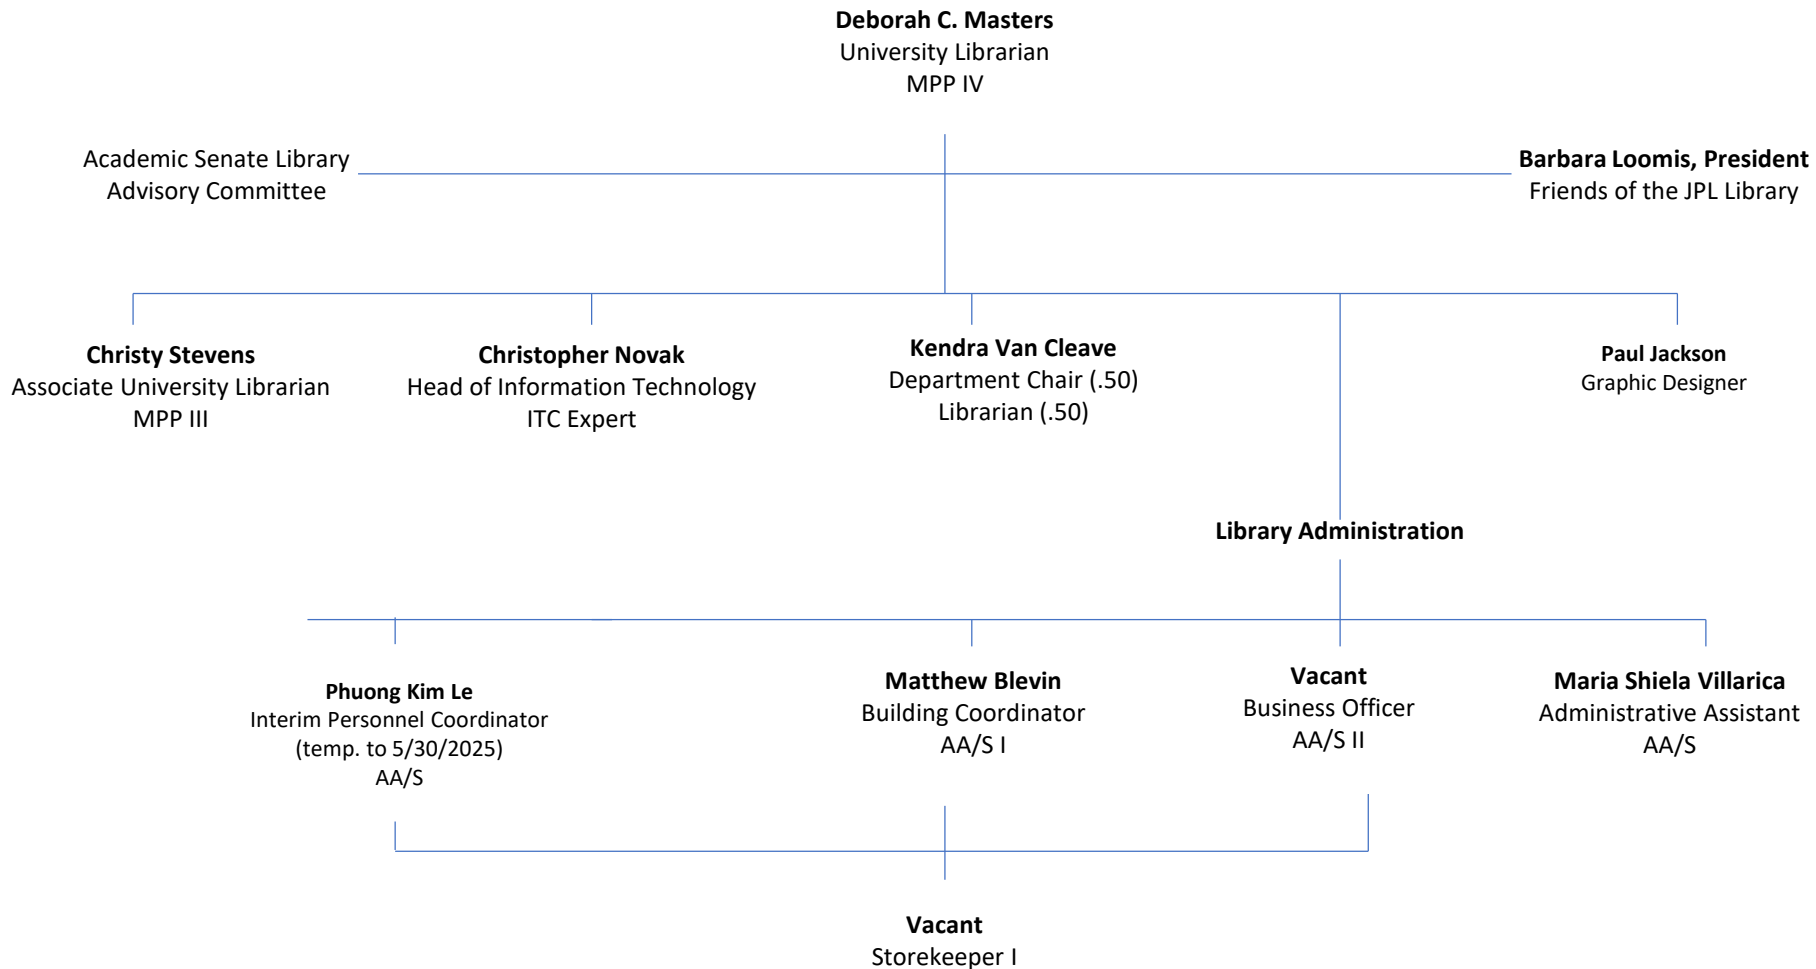 Deborah C. Masters
University Librarian
MPP IV
Academic Senate Library
Advisory Committee
Barbara Loomis, President
Friends of the JPL Library
Christy Stevens
Associate University Librarian
MPP III
Christopher Novak
Head of Information Technology
ITC Expert
Kendra Van Cleave
Department Chair (.50)
Librarian (.50)
Paul Jackson
Graphic Designer
Library Administration
Phuong Kim Le
Interim Personnel Coordinator
(temp. to 5/30/2025)
AA/S
Matthew Blevin
Building Coordinator
AA/S I
Vacant
Business Officer
AA/S II
Maria Shiela Villarica
Administrative Assistant
AA/S
Vacant
Storekeeper I